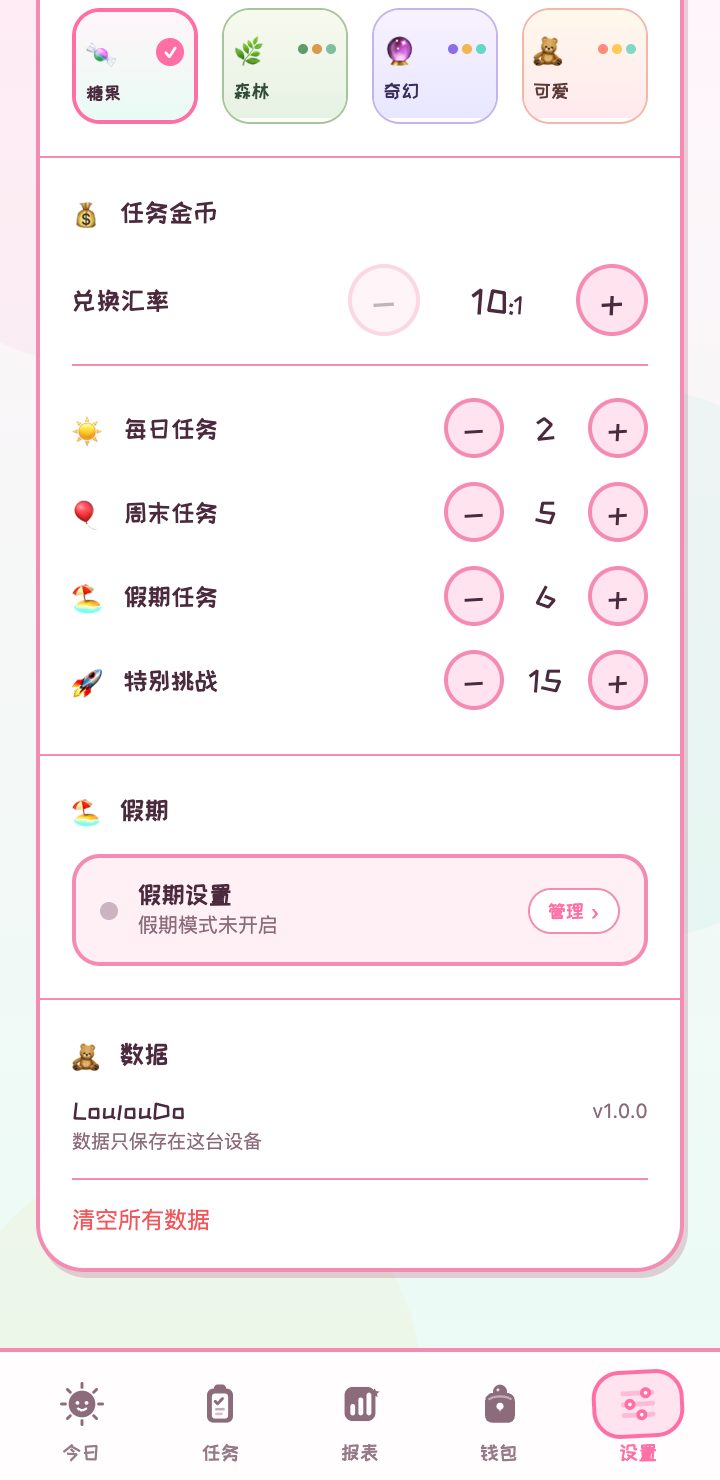 糖果
森林
奇幻
可爱
任务金币
兑换汇率 − 10:1 +
每日任务 − 2 +
周末任务 − 5 +
假期任务 − 6 +
特别挑战 − 15 +
假期
假期设置
假期模式未开启
管理 ›
数据
LoulouDo
v1.0.0
数据只保存在这台设备
清空所有数据
今日
任务
报表
钱包
设置